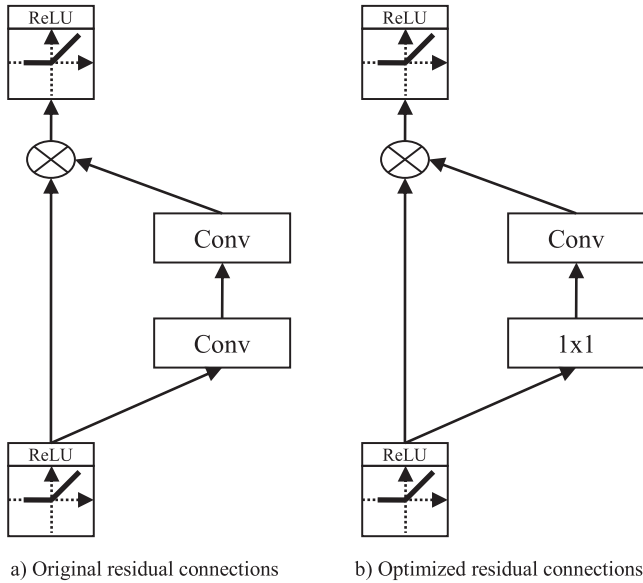 ReLU
ReLU
Conv
Conv
Conv
1x1
ReLU
ReLU
a) Original residual connections
b) Optimized residual connections